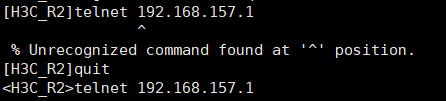 [H3C_R2]telnet 192.168.157.1
^
% Unrecognized command found at '^' position.
[H3C_R2]quit
<H3C_R2>telnet 192.168.157.1